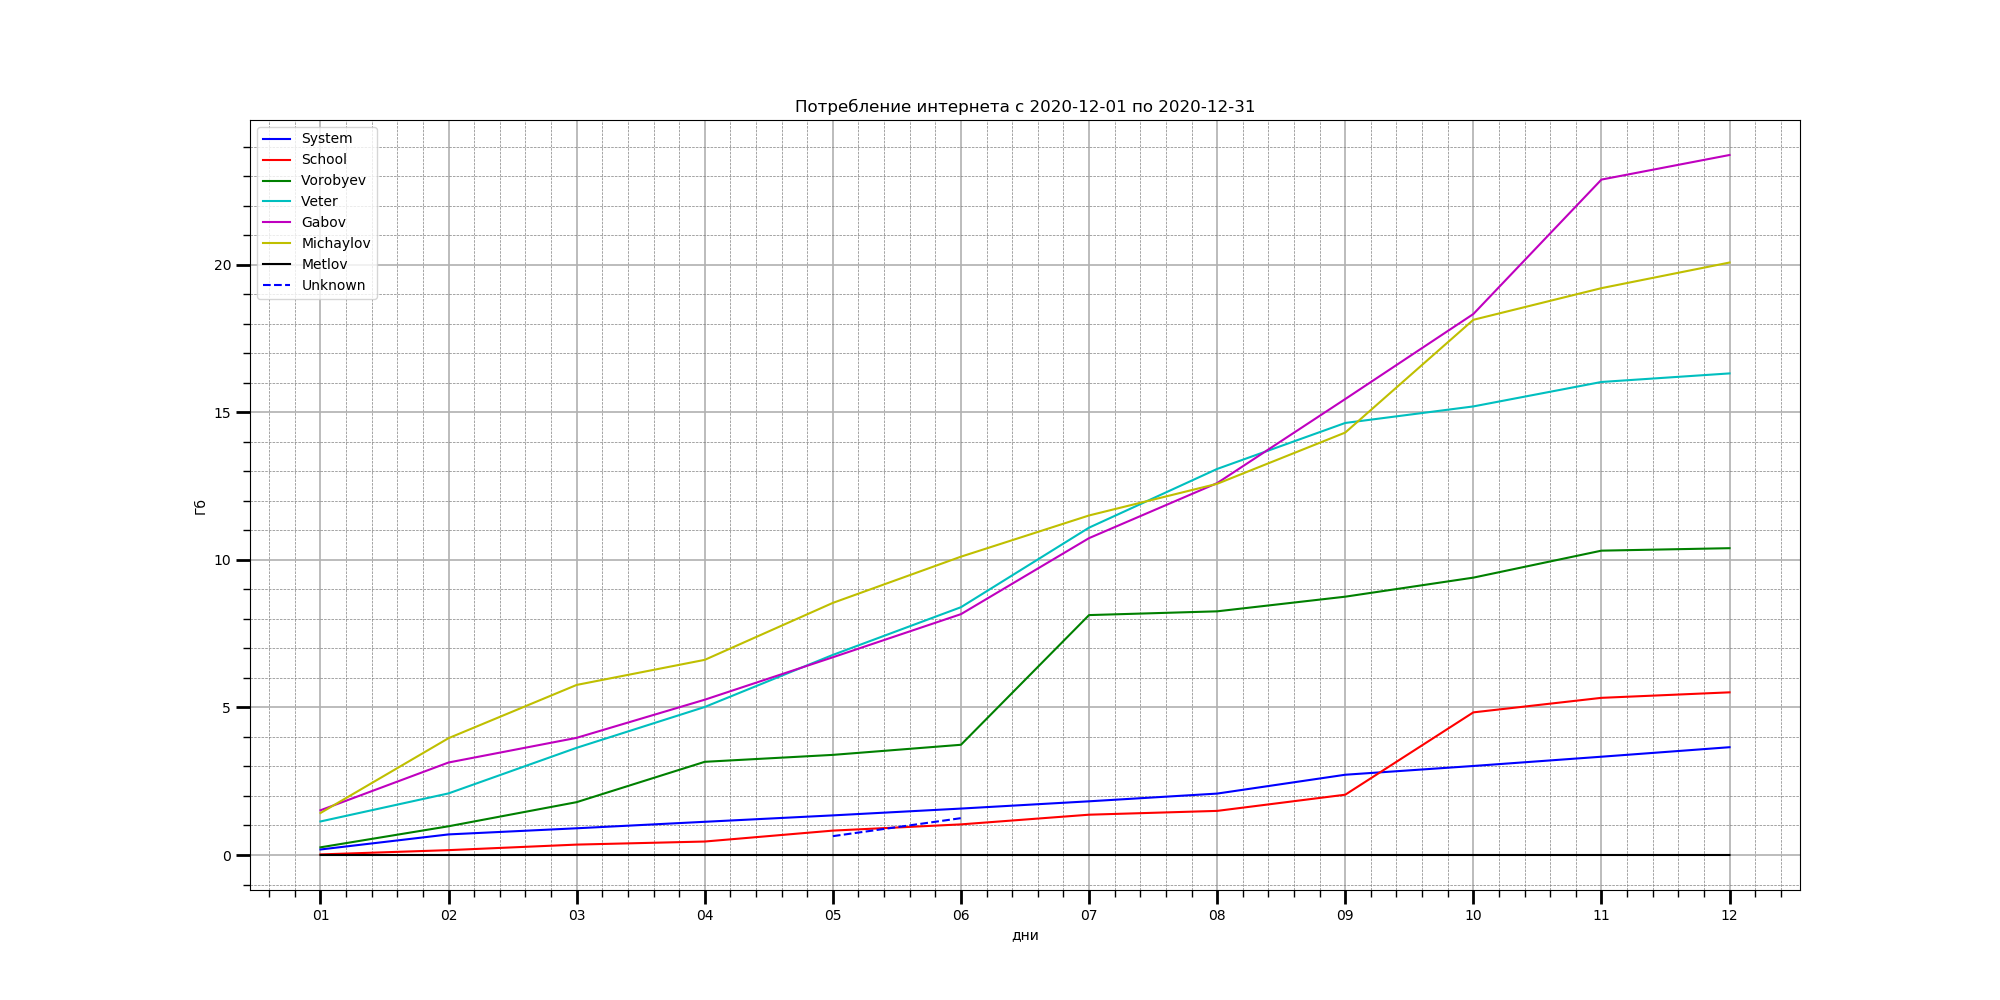 Потребление интернета с 2020-12-01 по 2020-12-31
System
School
Vorobyev
Veter
Gabov
Michaylov
Metlov
Unknown
Гб
20
15
10
5
0
01 02 03 04 05 06 07 08 09 10 11 12
дни